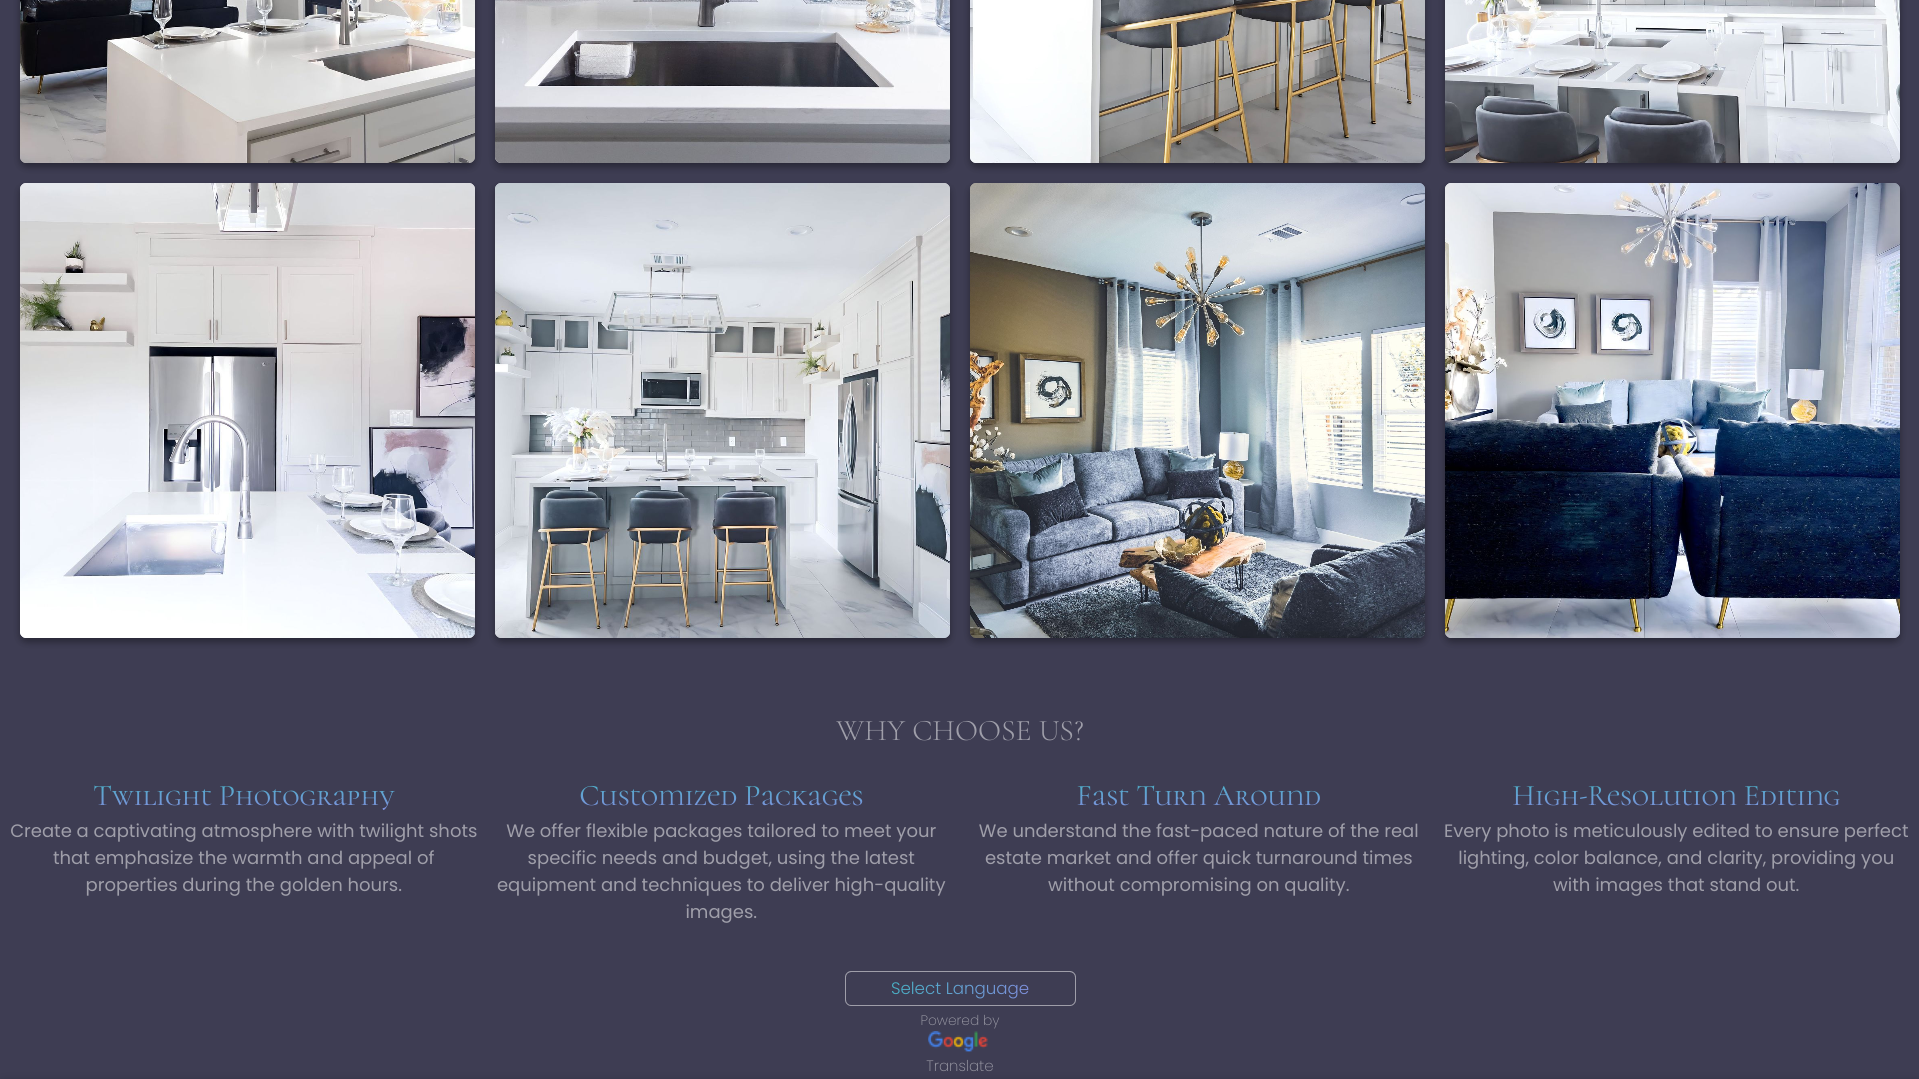 WHY CHOOSE US?
Twilight Photography
Create a captivating atmosphere with twilight shots
that emphasize the warmth and appeal of
properties during the golden hours.
Customized Packages
We offer flexible packages tailored to meet your
specific needs and budget, using the latest
equipment and techniques to deliver high-quality
images.
Fast Turn Around
We understand the fast-paced nature of the real
estate market and offer quick turnaround times
without compromising on quality.
High-Resolution Editing
Every photo is meticulously edited to ensure perfect
lighting, color balance, and clarity, providing you
with images that stand out.
Select Language
Powered by
Google
Translate